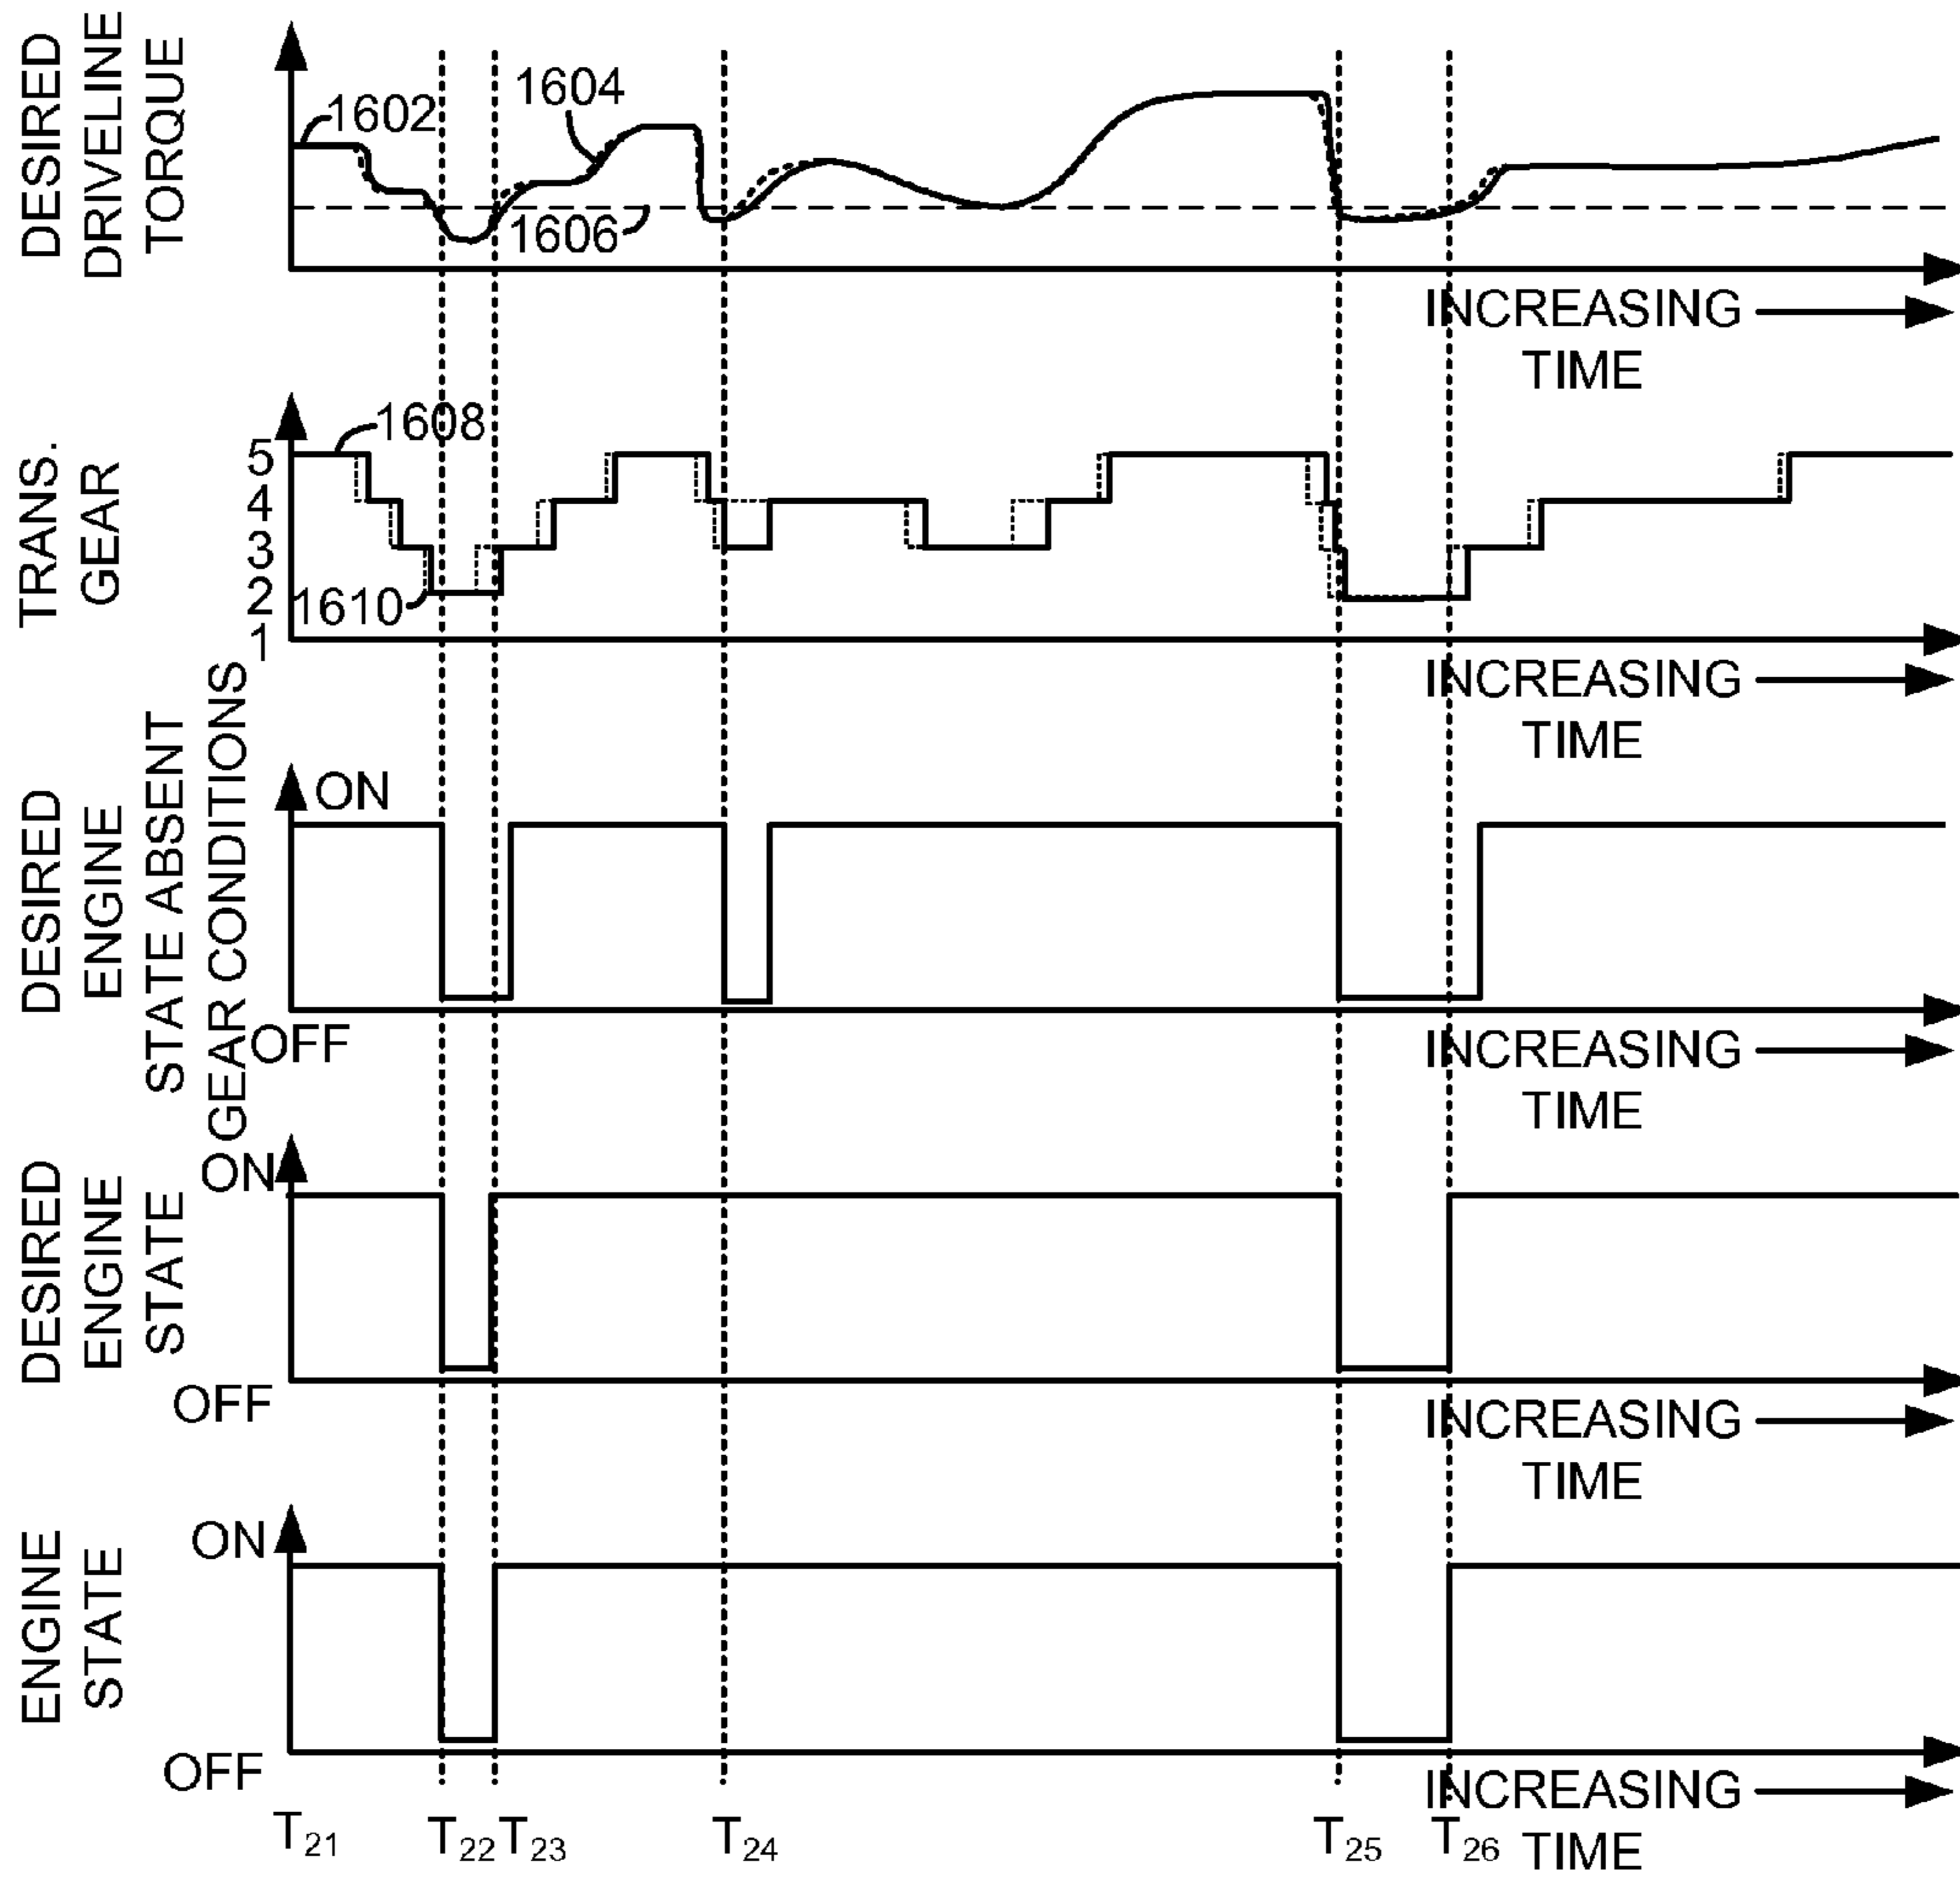 DESIRED
DRIVELINE
TORQUE
1602
1604
1606
INCREASING
TIME
TRANS.
GEAR
5
4
3
2
1
1608
1610
INCREASING
TIME
DESIRED
ENGINE
STATE ABSENT
GEAR CONDITIONS
ON
OFF
INCREASING
TIME
DESIRED
ENGINE
STATE
ON
OFF
INCREASING
TIME
ENGINE
STATE
ON
OFF
INCREASING
TIME
T21
T22
T23
T24
T25
T26